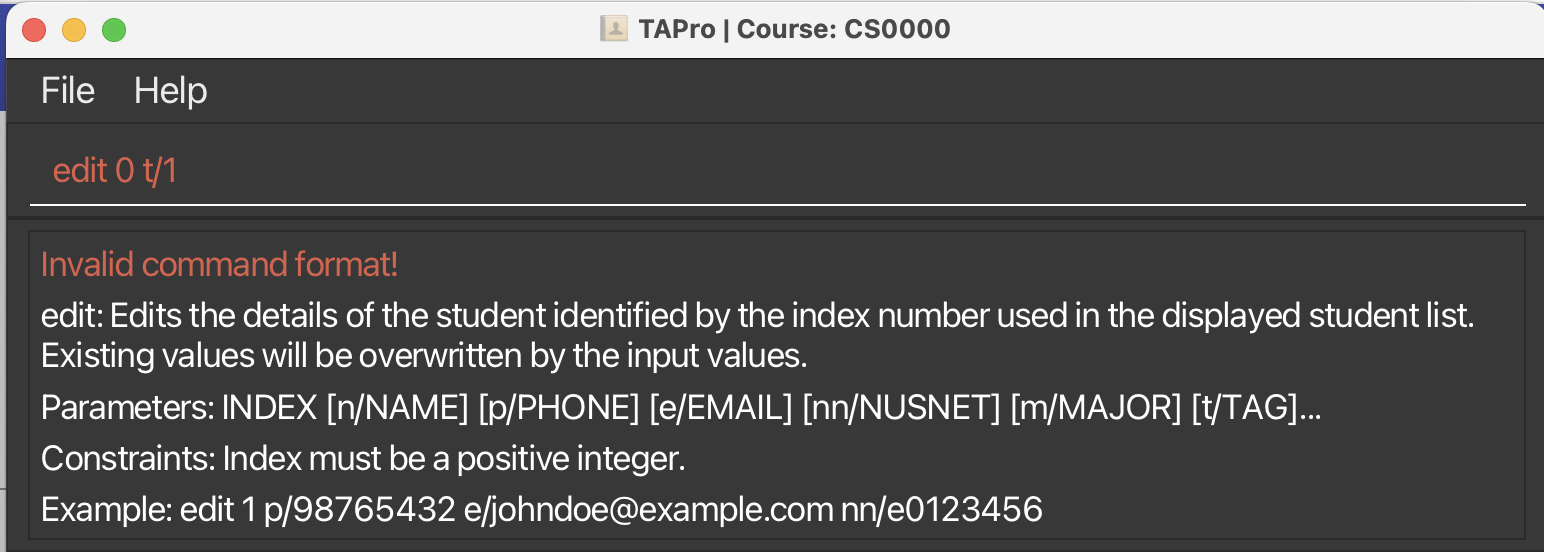 TAPro | Course: CS0000
File Help
edit 0 t/1
Invalid command format!
edit: Edits the details of the student identified by the index number used in the displayed student list.
Existing values will be overwritten by the input values.
Parameters: INDEX [n/NAME] [p/PHONE] [e/EMAIL] [nn/NUSNET] [m/MAJOR] [t/TAG]...
Constraints: Index must be a positive integer.
Example: edit 1 p/98765432 e/johndoe@example.com nn/e0123456